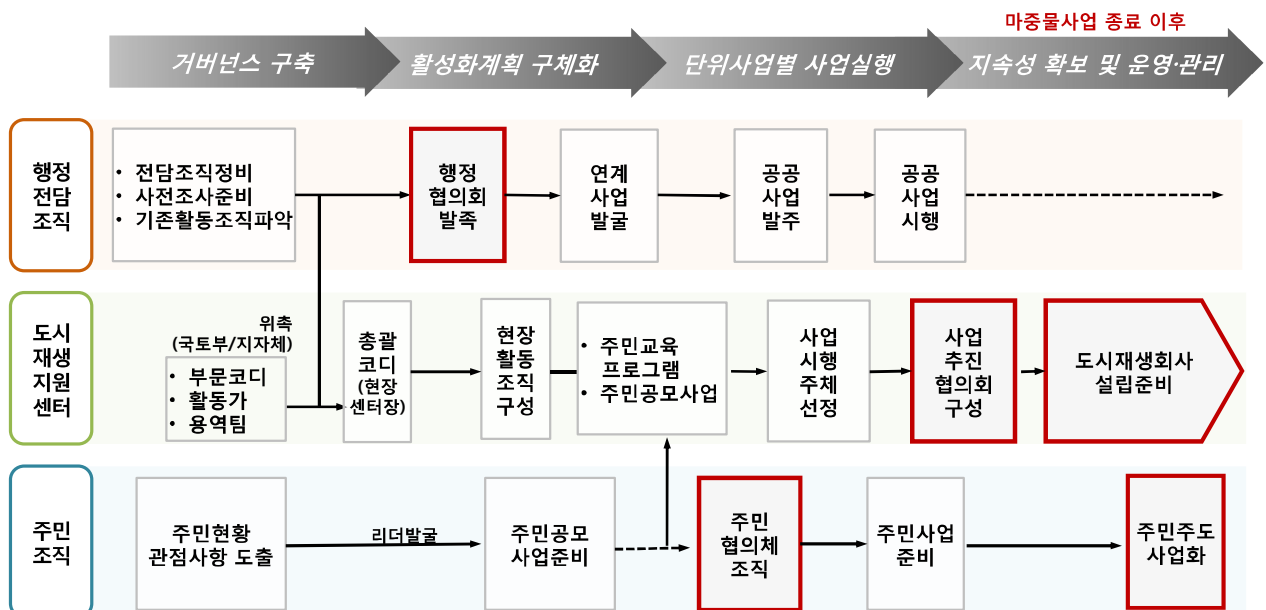 마중물사업 종료 이후
거버넌스 구축
활성화계획 구체화
단위사업별 사업실행
지속성 확보 및 운영·관리
행정
전담
조직
• 전담조직정비
• 사전조사준비
• 기존활동조직파악
행정
협의회
발족
연계
사업
발굴
공공
사업
발주
공공
사업
시행
도시
재생
지원
센터
위촉
(국토부/지자체)
• 부문코디
• 활동가
• 용역팀
총괄
코디
(현장
센터장)
현장
활동
조직
구성
• 주민교육
프로그램
• 주민공모사업
사업
시행
주체
선정
사업
추진
협의회
구성
도시재생회사
설립준비
주민
조직
주민현황
관점사항 도출
리더발굴
주민공모
사업준비
주민
협의체
조직
주민사업
준비
주민주도
사업화